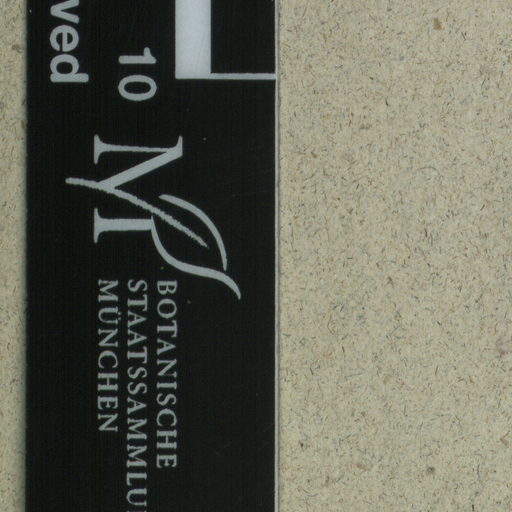 ved
10
BOTANISCHE
STAATSSAMMLU
MÜNCHEN